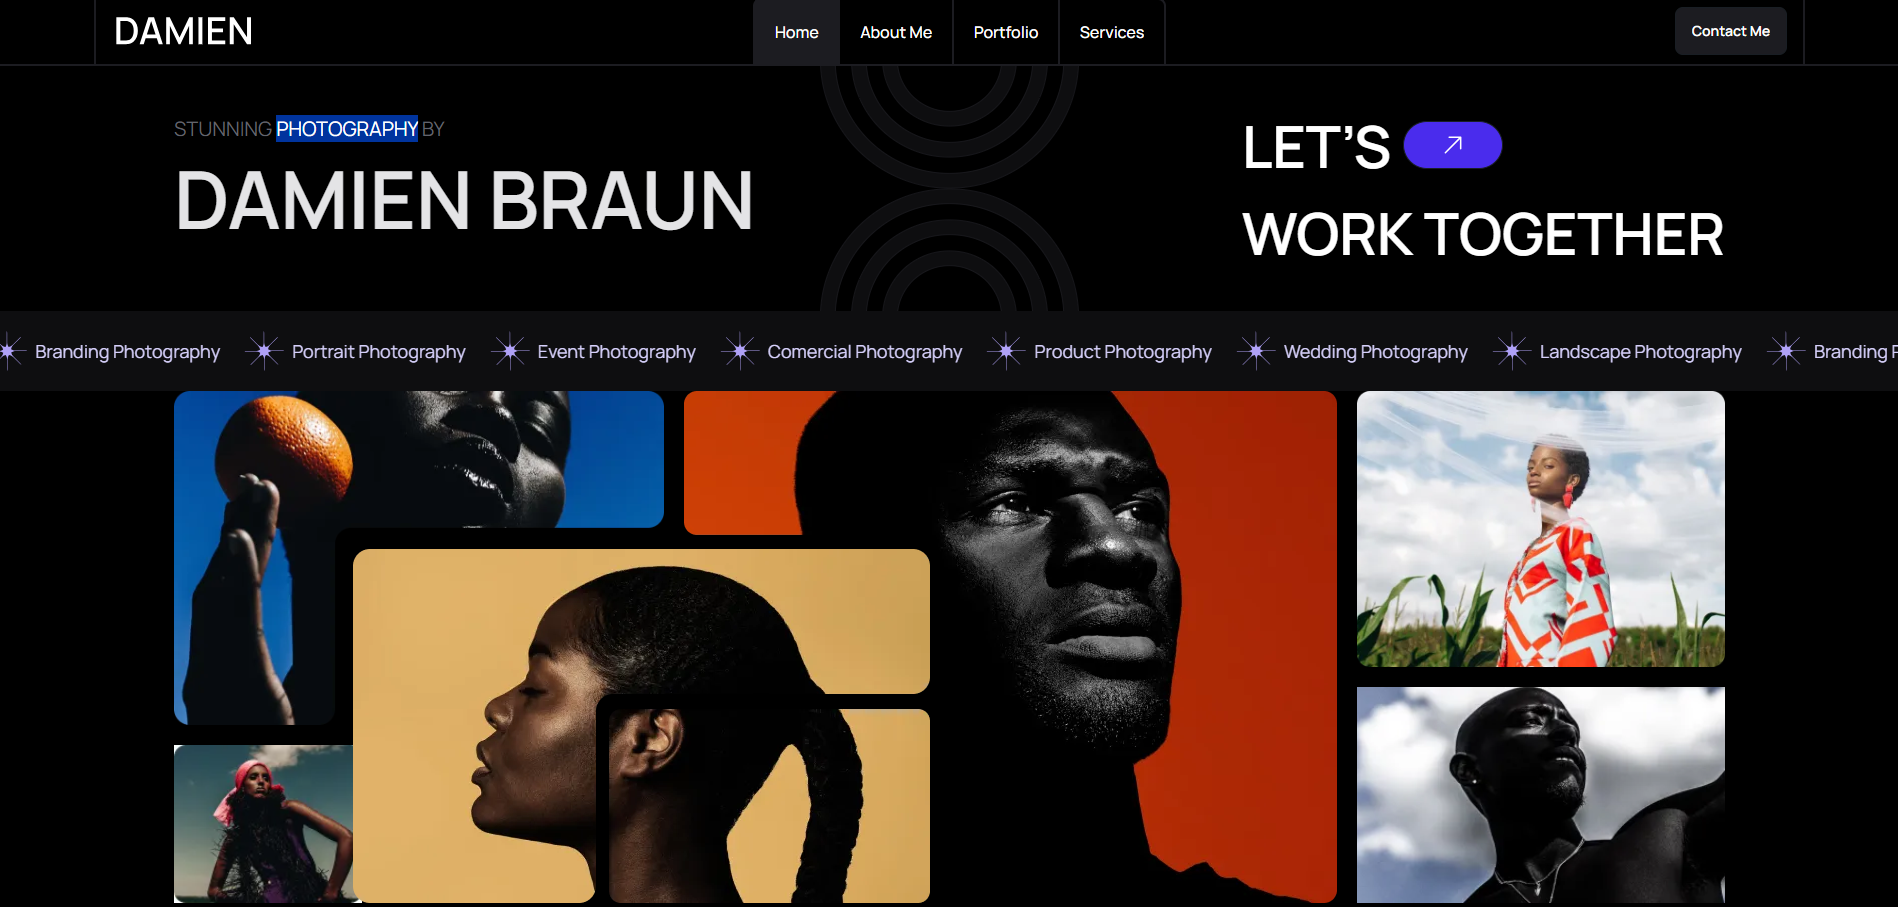 DAMIEN
Home
About Me
Portfolio
Services
Contact Me
STUNNING PHOTOGRAPHY BY
DAMIEN BRAUN
LET’S
WORK TOGETHER
Branding Photography Portrait Photography Event Photography Comercial Photography Product Photography Wedding Photography Landscape Photography Branding